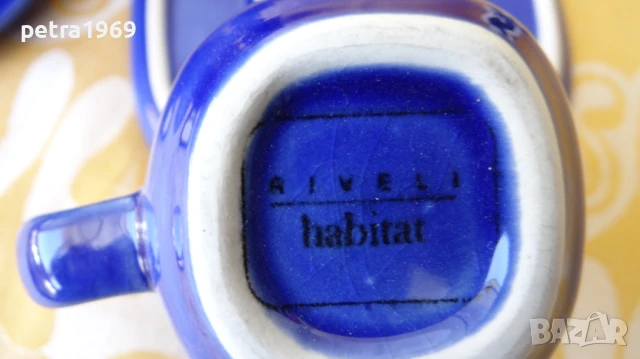 petra1969
RIVELI
habitat
BAZAR